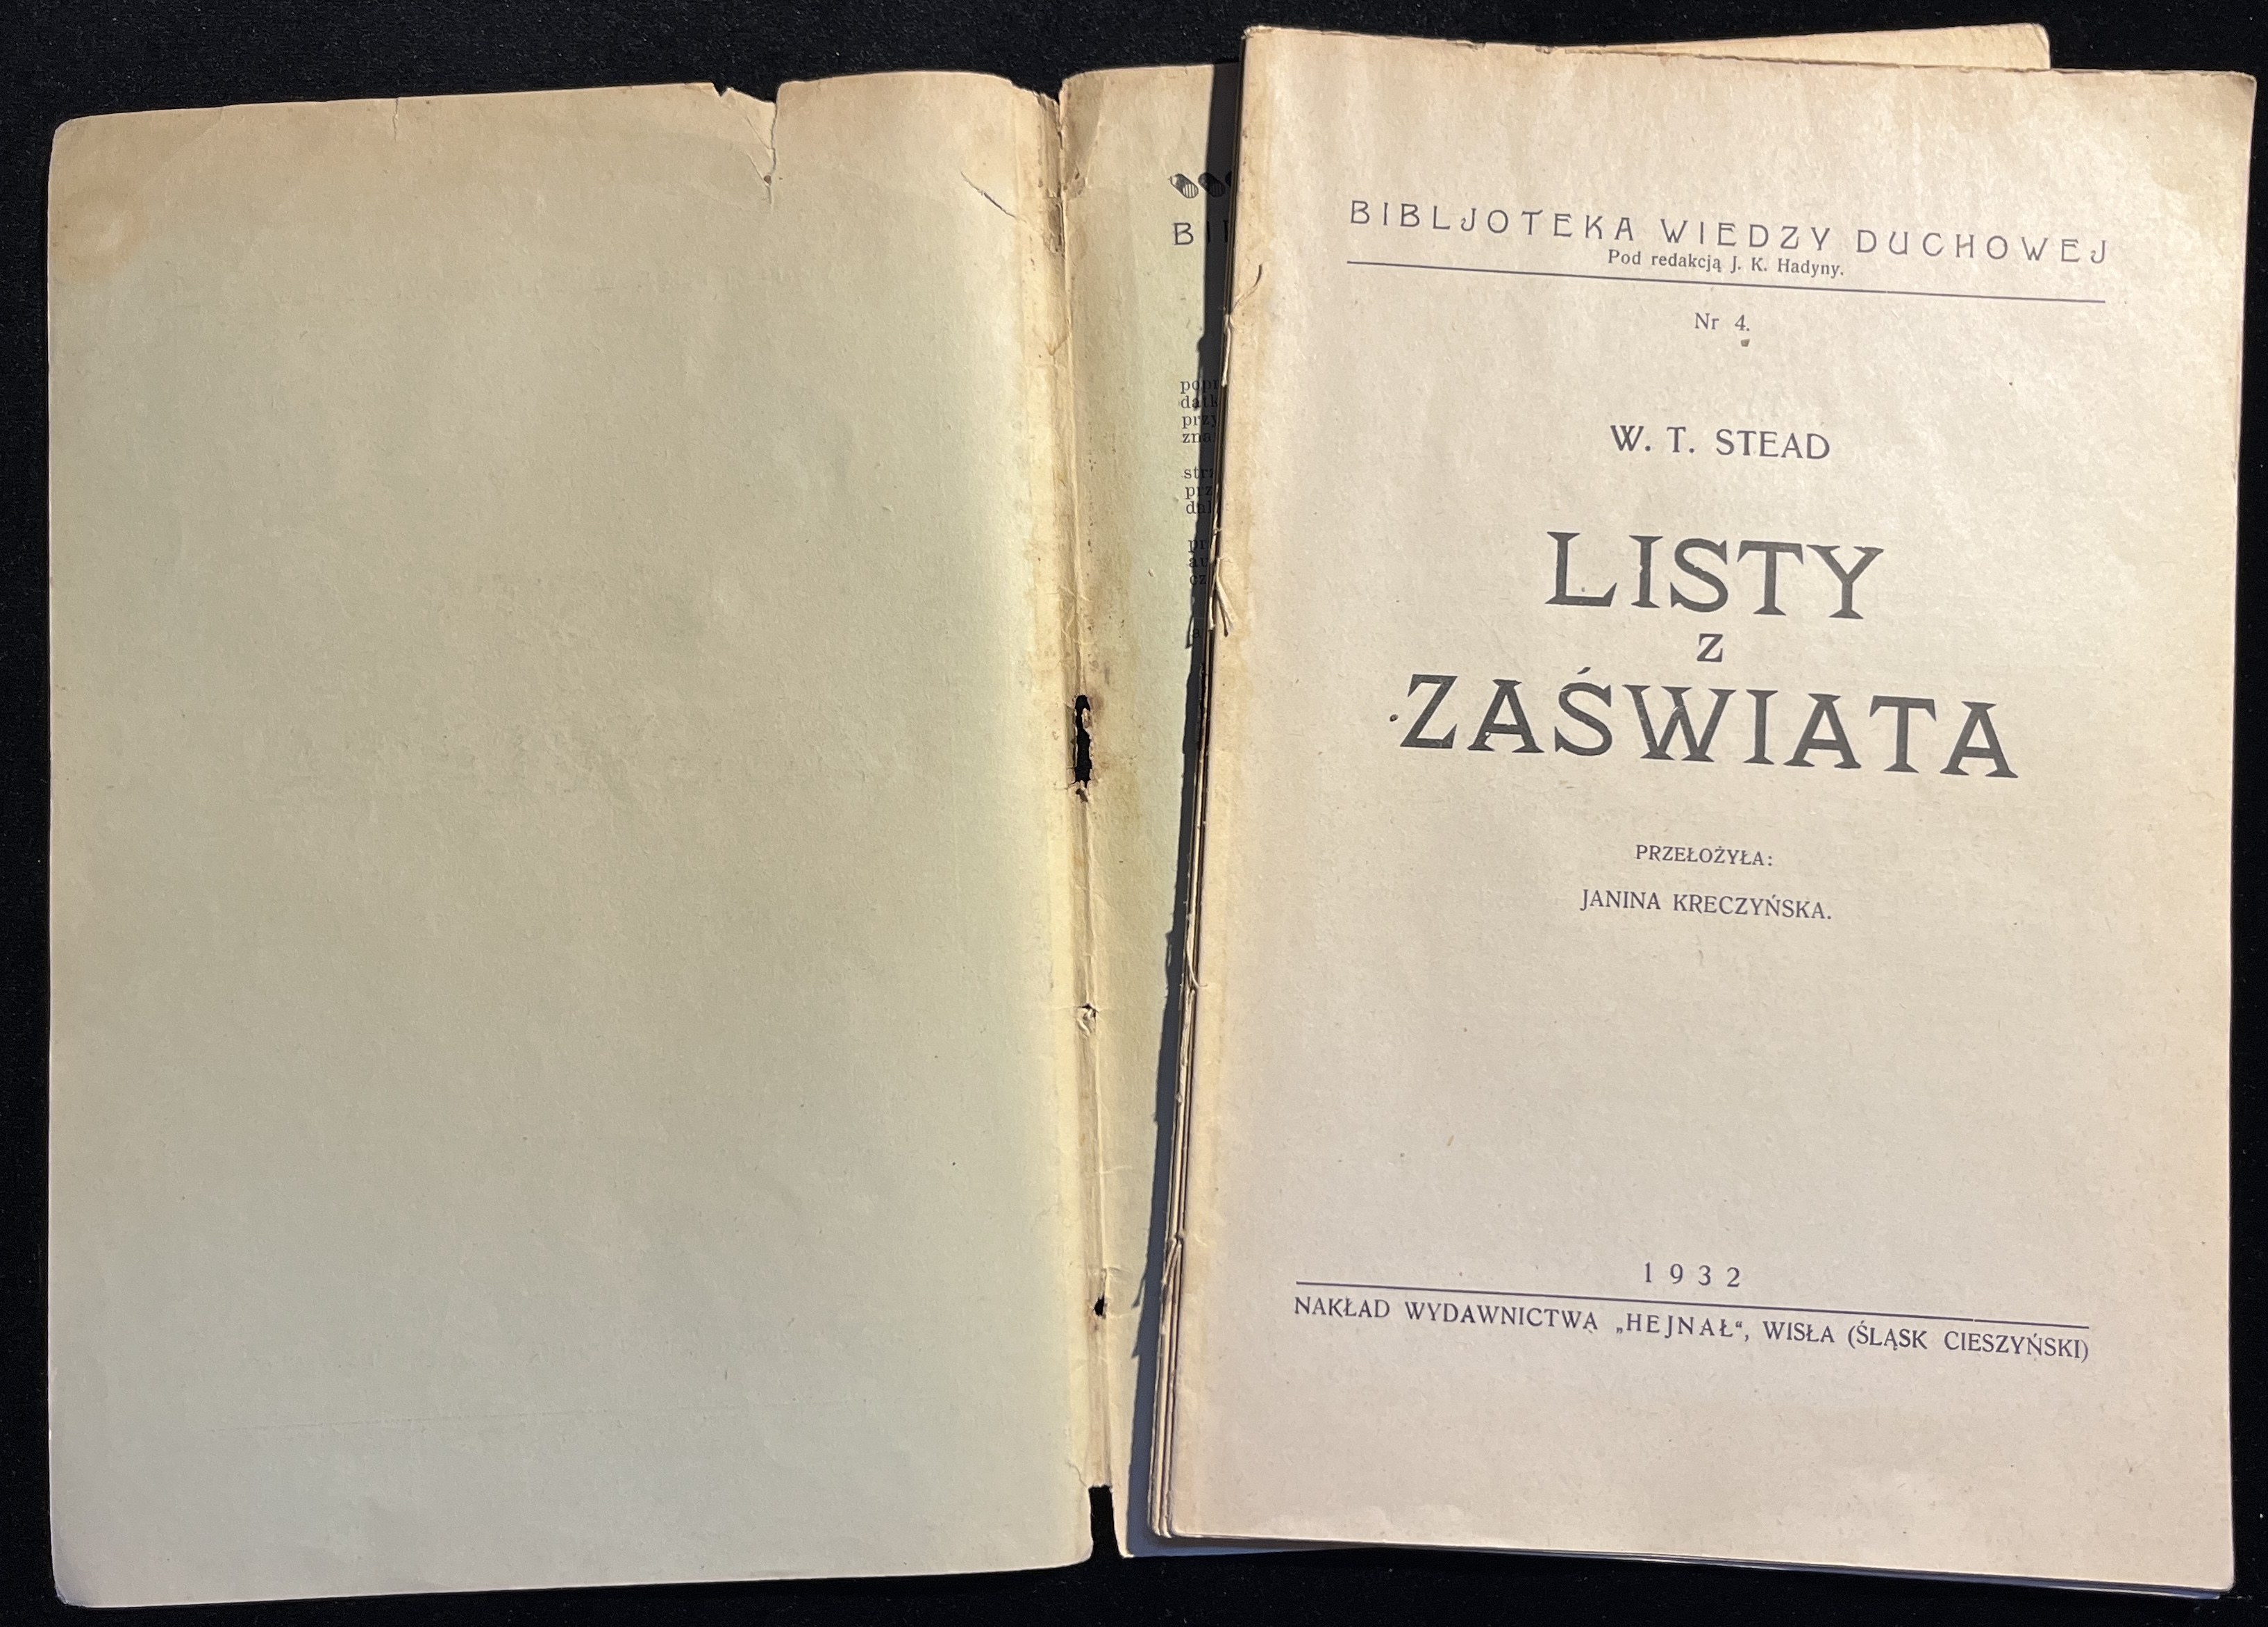 BIBLJOTEKA WIEDZY DUCHOWEJ
Pod redakcją J. K. Hadyny.
Nr 4.
W. T. STEAD
LISTY
z
ZAŚWIATA
PRZEŁOŻYŁA:
JANINA KRECZYŃSKA.
1932
NAKŁAD WYDAWNICTWA „HEJNAŁ“, WISŁA (ŚLĄSK CIESZYŃSKI)